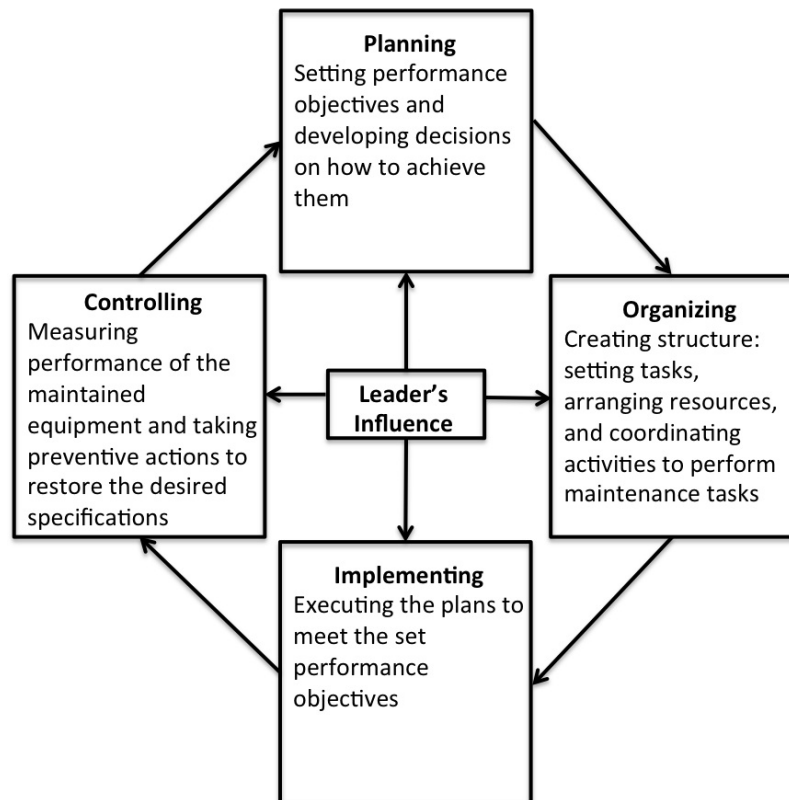 Planning
Setting performance
objectives and
developing decisions
on how to achieve
them
Controlling
Measuring
performance of the
maintained
equipment and taking
preventive actions to
restore the desired
specifications
Leader's
Influence
Organizing
Creating structure:
setting tasks,
arranging resources,
and coordinating
activities to perform
maintenance tasks
Implementing
Executing the plans to
meet the set
performance
objectives